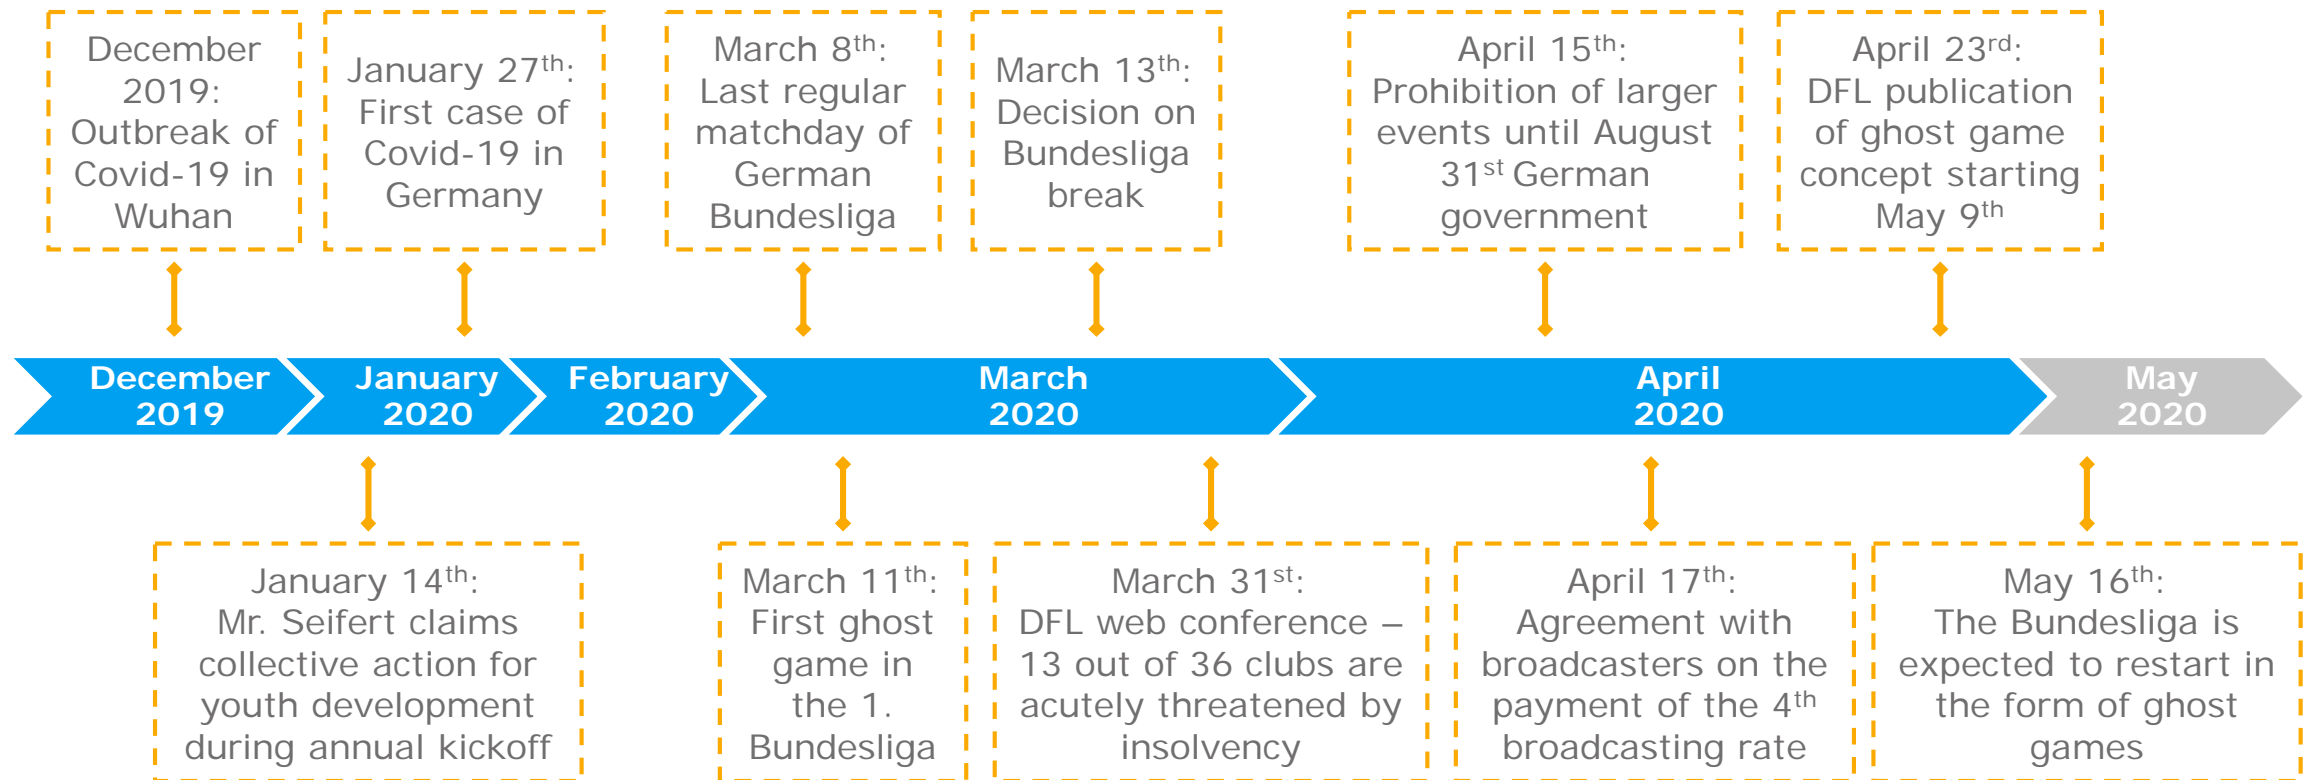 December
2019:
Outbreak of
Covid-19 in
Wuhan
January 27th:
First case of
Covid-19 in
Germany
March 8th:
Last regular
matchday of
German
Bundesliga
March 13th:
Decision on
Bundesliga
break
April 15th:
Prohibition of larger
events until August
31st German
government
April 23rd:
DFL publication
of ghost game
concept starting
May 9th
December
2019
January
2020
February
2020
March
2020
April
2020
May
2020
January 14th:
Mr. Seifert claims
collective action for
youth development
during annual kickoff
March 11th:
First ghost
game in
the 1.
Bundesliga
March 31st:
DFL web conference –
13 out of 36 clubs are
acutely threatened by
insolvency
April 17th:
Agreement with
broadcasters on the
payment of the 4th
broadcasting rate
May 16th:
The Bundesliga is
expected to restart in
the form of ghost
games